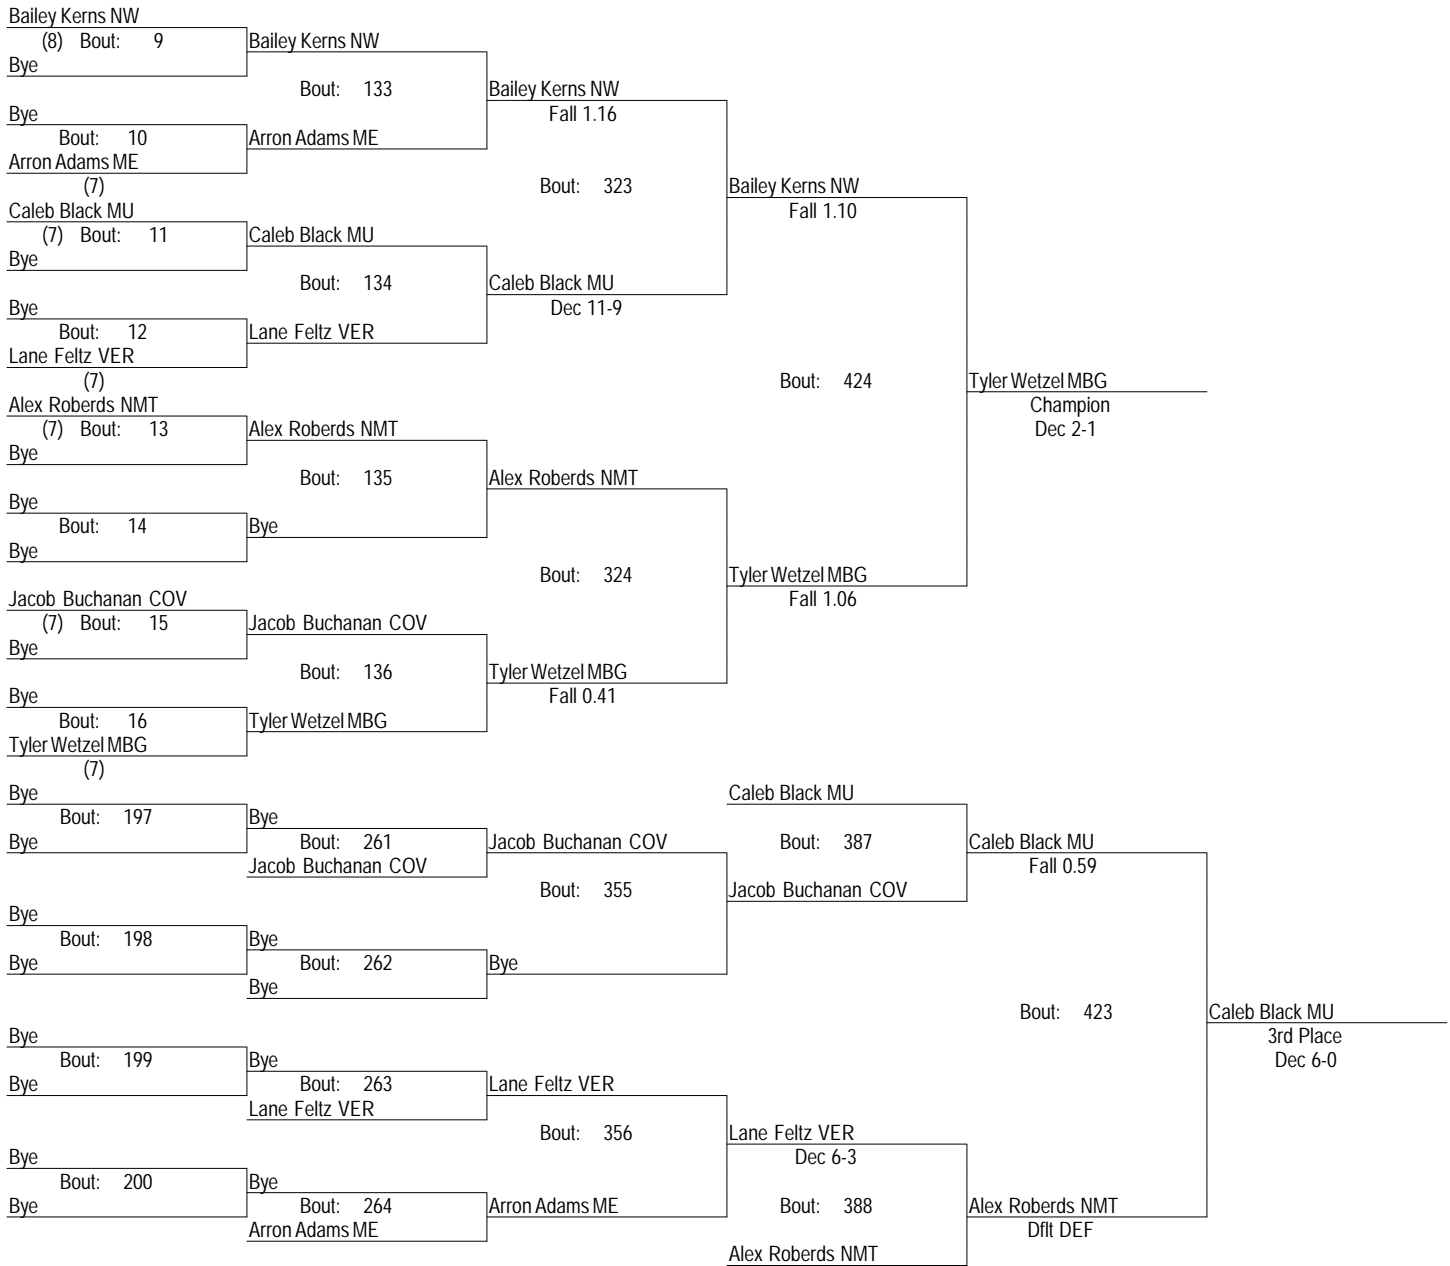 Bailey Kerns NW
(8) Bout: 9 Bailey Kerns NW
Bye
Bout: 133 Bailey Kerns NW
Bye Fall 1.16
Bout: 10 Arron Adams ME
Arron Adams ME
(7) Bout: 323 Bailey Kerns NW
Caleb Black MU Fall 1.10
(7) Bout: 11 Caleb Black MU
Bye
Bout: 134 Caleb Black MU
Bye Dec 11-9
Bout: 12 Lane Feltz VER
Lane Feltz VER
(7) Bout: 424 Tyler Wetzel MBG
Alex Roberds NMT Champion
(7) Bout: 13 Alex Roberds NMT Dec 2-1
Bye
Bout: 135 Alex Roberds NMT
Bye
Bout: 14 Bye
Bye
Bout: 324 Tyler Wetzel MBG
Jacob Buchanan COV Fall 1.06
(7) Bout: 15 Jacob Buchanan COV
Bye
Bout: 136 Tyler Wetzel MBG
Bye Fall 0.41
Bout: 16 Tyler Wetzel MBG
Tyler Wetzel MBG
(7)
Bye Caleb Black MU
Bout: 197 Bye
Bye Bout: 261 Jacob Buchanan COV Bout: 387 Caleb Black MU
Jacob Buchanan COV Fall 0.59
Bout: 355 Jacob Buchanan COV
Bye
Bout: 198 Bye
Bye Bout: 262 Bye
Bye
Bout: 423 Caleb Black MU
Bye 3rd Place
Bout: 199 Bye Dec 6-0
Bye Bout: 263 Lane Feltz VER
Lane Feltz VER
Bout: 356 Lane Feltz VER
Bye Dec 6-3
Bout: 200 Bye
Bye Bout: 264 Arron Adams ME Bout: 388 Alex Roberds NMT
Arron Adams ME Dflt DEF
Alex Roberds NMT